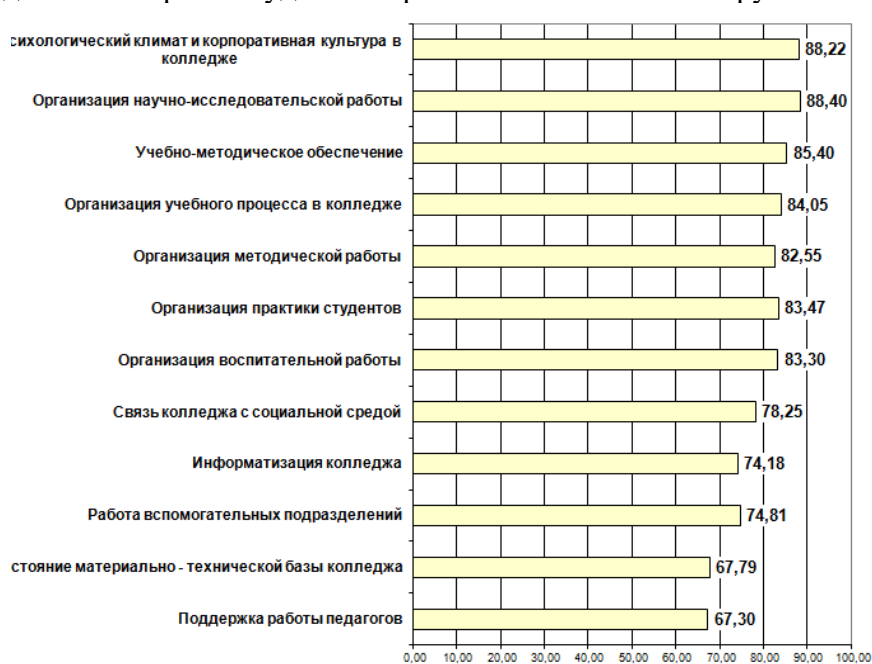 сихологический климат и корпоративная культура в
колледже
88,22
Организация научно-исследовательской работы
88,40
Учебно-методическое обеспечение
85,40
Организация учебного процесса в колледже
84,05
Организация методической работы
82,55
Организация практики студентов
83,47
Организация воспитательной работы
83,30
Связь колледжа с социальной средой
78,25
Информатизация колледжа
74,18
Работа вспомогательных подразделений
74,81
стояние материально - технической базы колледжа
67,79
Поддержка работы педагогов
67,30
0,00 10,00 20,00 30,00 40,00 50,00 60,00 70,00 80,00 90,00 100,00